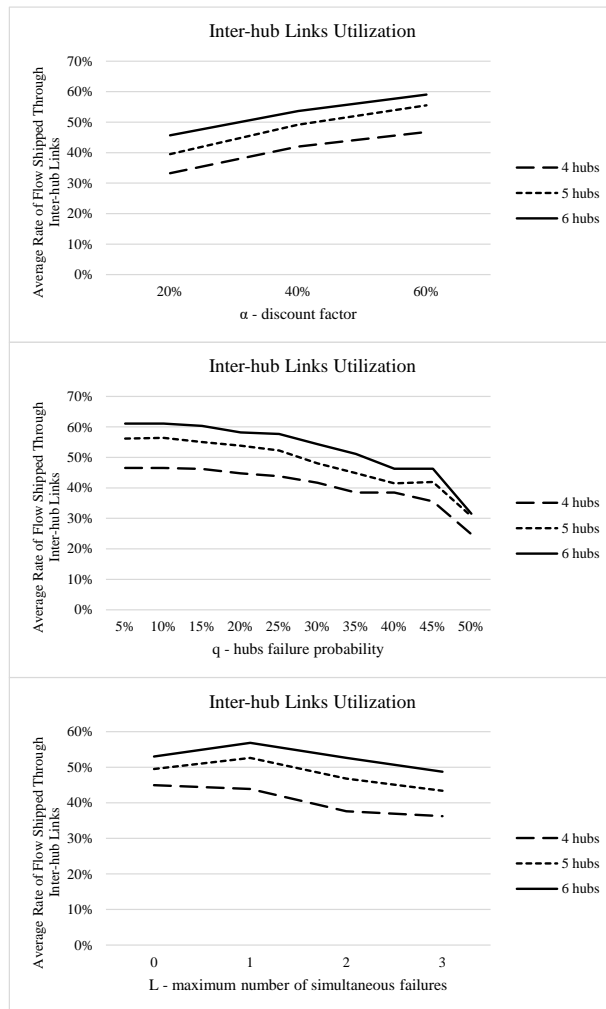 Inter-hub Links Utilization
Average Rate of Flow Shipped Through
Inter-hub Links
70%
60%
50%
40%
30%
20%
10%
0%
20% 40% 60%
α - discount factor
4 hubs
5 hubs
6 hubs
Inter-hub Links Utilization
Average Rate of Flow Shipped Through
Inter-hub Links
70%
60%
50%
40%
30%
20%
10%
0%
5% 10% 15% 20% 25% 30% 35% 40% 45% 50%
q - hubs failure probability
4 hubs
5 hubs
6 hubs
Inter-hub Links Utilization
Average Rate of Flow Shipped Through
Inter-hub Links
60%
50%
40%
30%
20%
10%
0%
0 1 2 3
L - maximum number of simultaneous failures
4 hubs
5 hubs
6 hubs